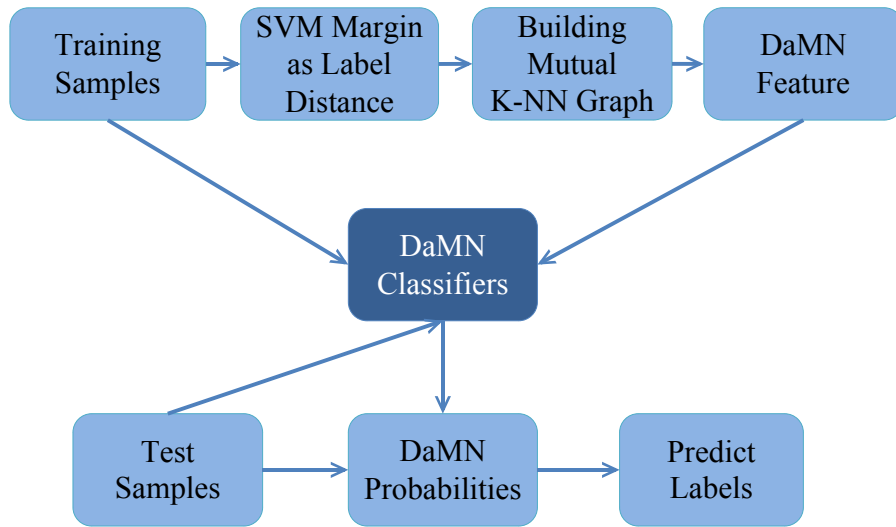 Training
Samples
SVM Margin
as Label
Distance
Building
Mutual
K-NN Graph
DaMN
Feature
DaMN
Classifiers
Test
Samples
DaMN
Probabilities
Predict
Labels